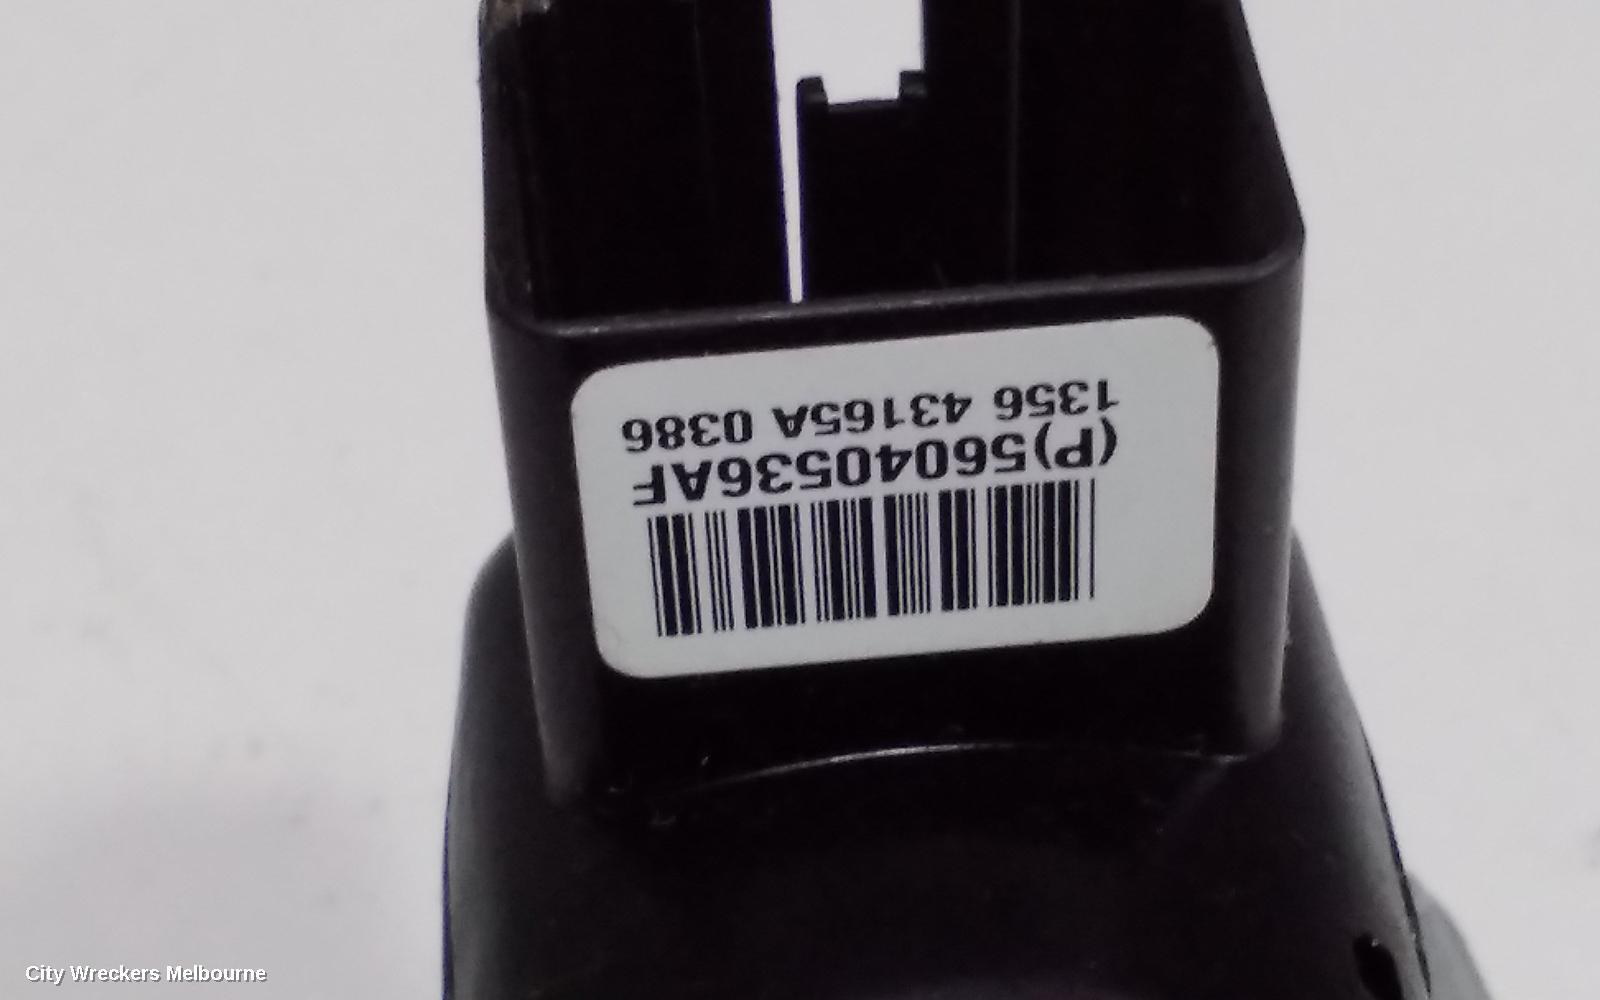 (P)56040536AF
1356 43165A 0386
City Wreckers Melbourne